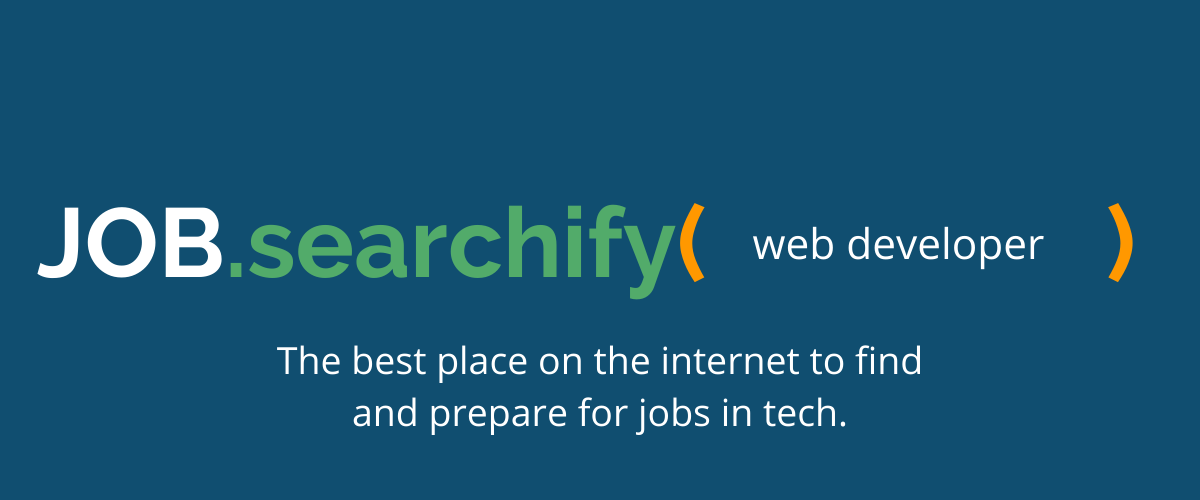 JOB.searchify( web developer )
The best place on the internet to find
and prepare for jobs in tech.